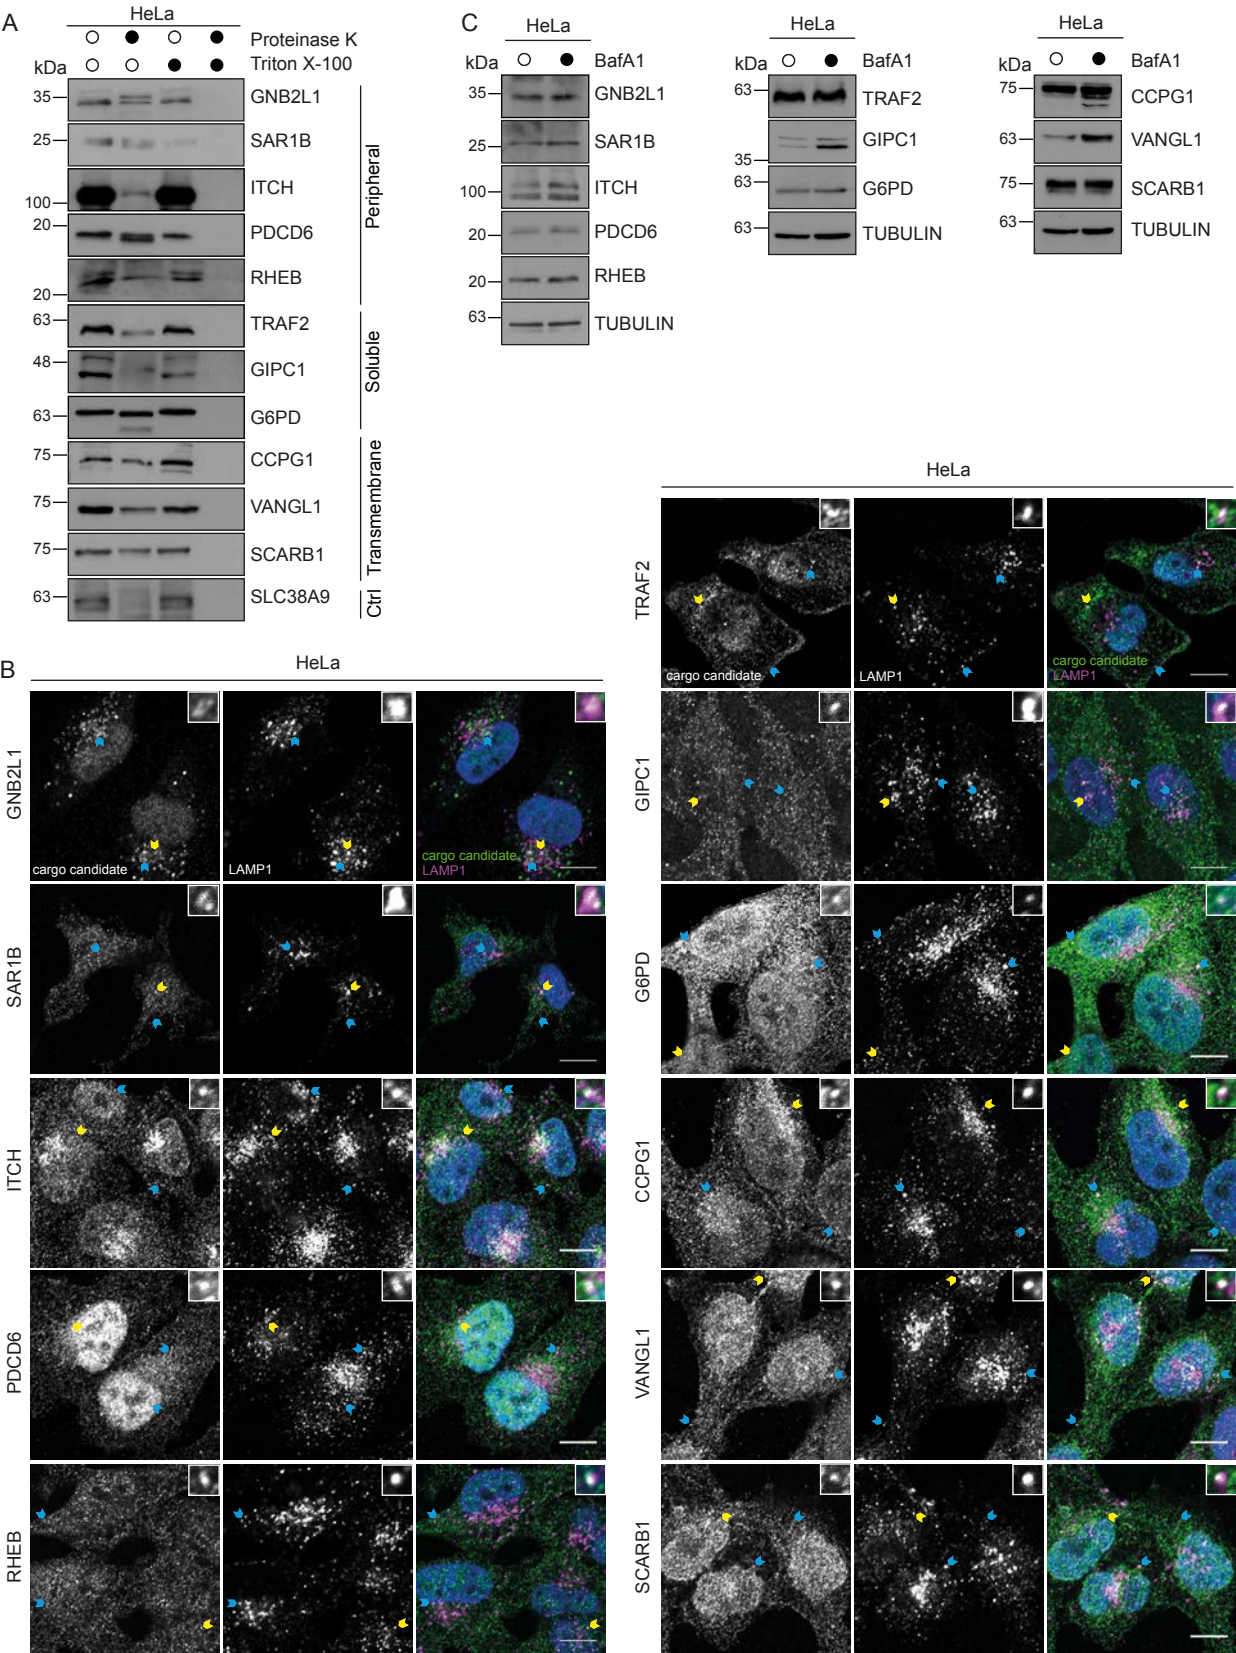 A
HeLa
Proteinase K
Triton X-100
kDa
35
GNB2L1
25
SAR1B
100
ITCH
20
PDCD6
20
RHEB
Peripheral
63
TRAF2
48
GIPC1
63
G6PD
Soluble
75
CCPG1
75
VANGL1
75
SCARB1
Transmembrane
63
SLC38A9
Ctrl
C
HeLa
kDa
BafA1
35
GNB2L1
25
SAR1B
100
ITCH
20
PDCD6
20
RHEB
63
TUBULIN
HeLa
kDa
BafA1
63
TRAF2
35
GIPC1
63
G6PD
63
TUBULIN
HeLa
kDa
BafA1
75
CCPG1
63
VANGL1
75
SCARB1
63
TUBULIN
B
HeLa
GNB2L1
cargo candidate
LAMP1
cargo candidate
LAMP1
SAR1B
ITCH
PDCD6
RHEB
HeLa
TRAF2
cargo candidate
LAMP1
cargo candidate
LAMP1
GIPC1
G6PD
CCPG1
VANGL1
SCARB1